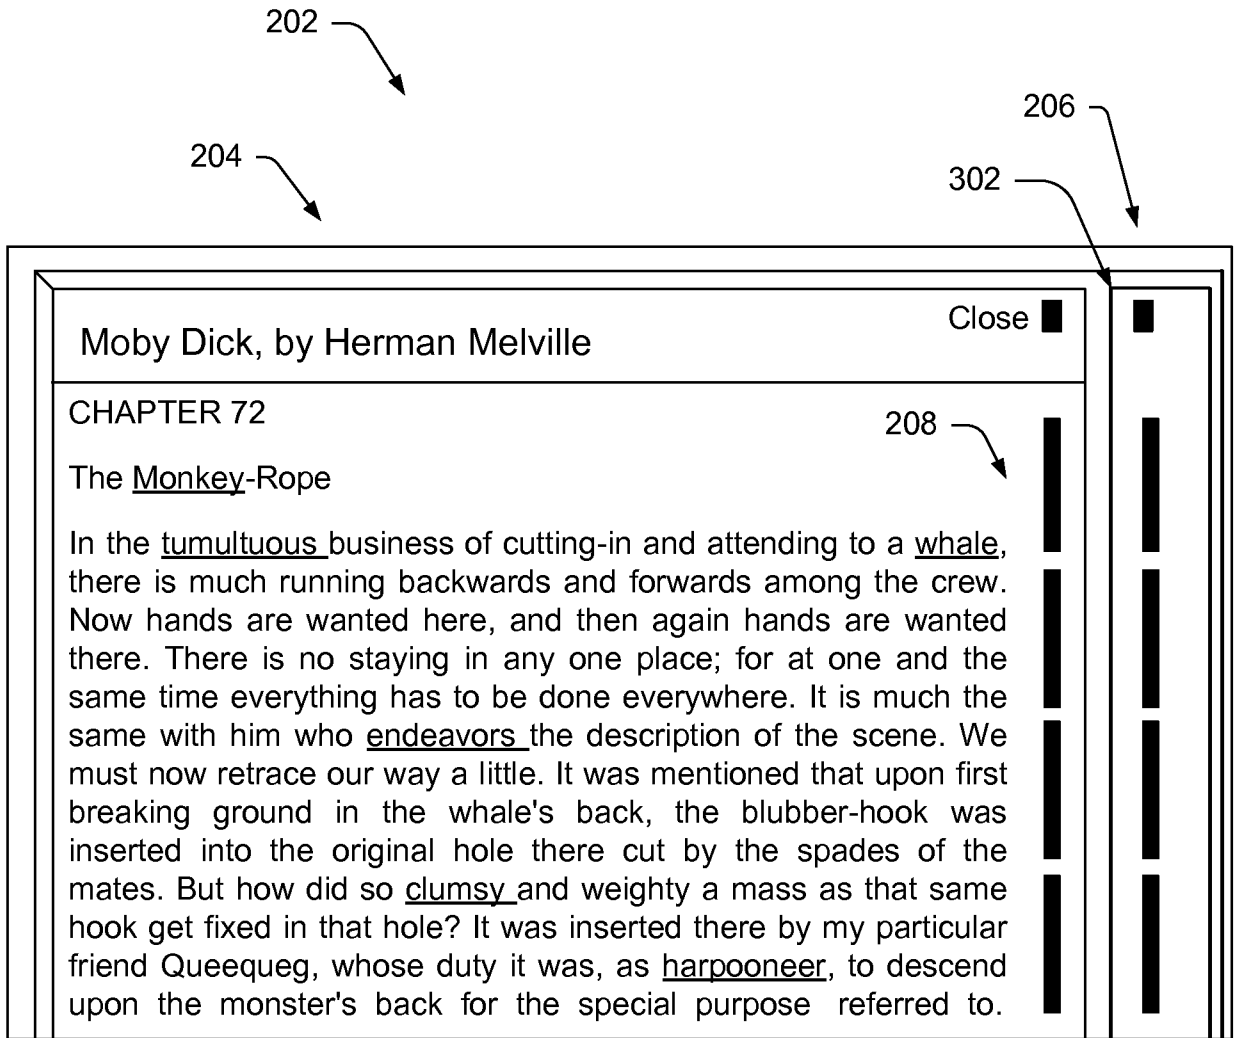 202
206
204
302
Close
Moby Dick, by Herman Melville
CHAPTER 72
208
The Monkey-Rope
In the tumultuous business of cutting-in and attending to a whale,
there is much running backwards and forwards among the crew.
Now hands are wanted here, and then again hands are wanted
there. There is no staying in any one place; for at one and the
same time everything has to be done everywhere. It is much the
same with him who endeavors the description of the scene. We
must now retrace our way a little. It was mentioned that upon first
breaking ground in the whale's back, the blubber-hook was
inserted into the original hole there cut by the spades of the
mates. But how did so clumsy and weighty a mass as that same
hook get fixed in that hole? It was inserted there by my particular
friend Queequeg, whose duty it was, as harpooneer, to descend
upon the monster's back for the special purpose referred to.